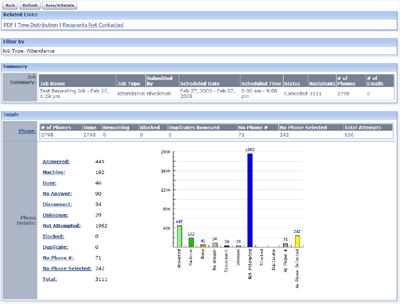 Back Refresh Save/Schedule
Related Links
PDF | Time Distribution | Recipients Not Contacted
Filter by
Job Type: Attendance
Summary
Job Summary:
Job Name Job Type Submitted by Scheduled Date Scheduled Time Status Recipients # of Phones # of Emails
Test Repeating Job - Feb 27, 4:29 pm Attendance nheckman Feb 27, 2008 - Feb 27, 2008 8:00 am - 9:00 pm Cancelled 3111 2798 0
Totals
Phone:
# of Phones Done Remaining Blocked Duplicates Removed No Phone # No Phone Selected Total Attempts
2798 2798 0 0 0 71 242 836
Phone Details:
Answered: 445
Machine: 192
Busy: 46
No Answer: 90
Disconnect: 34
Unknown: 29
Not Attempted: 1962
Blocked: 0
Duplicate: 0
No Phone #: 71
No Phone Selected: 242
Total: 3111
2000
1600
1200
800
400
445 192 46 90 34 29 1962 71 242
Answered
Machine
Busy
No Answer
Disconnect
Unknown
Not Attempted
Blocked
Duplicate
No Phone #
No Phone Selected